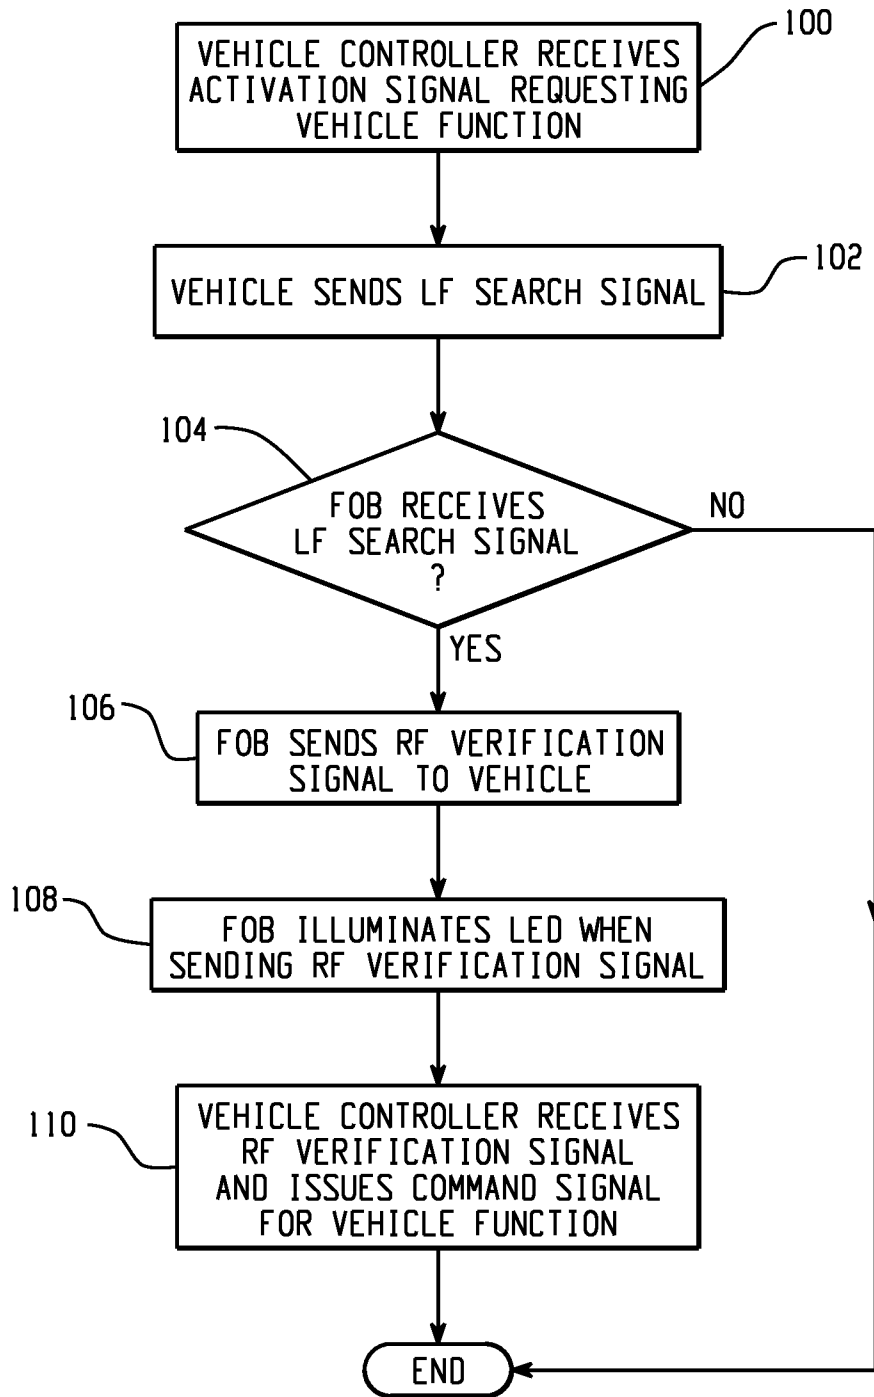 100
VEHICLE CONTROLLER RECEIVES
ACTIVATION SIGNAL REQUESTING
VEHICLE FUNCTION
102
VEHICLE SENDS LF SEARCH SIGNAL
104
FOB RECEIVES
LF SEARCH SIGNAL
?
NO
YES
106
FOB SENDS RF VERIFICATION
SIGNAL TO VEHICLE
108
FOB ILLUMINATES LED WHEN
SENDING RF VERIFICATION SIGNAL
110
VEHICLE CONTROLLER RECEIVES
RF VERIFICATION SIGNAL
AND ISSUES COMMAND SIGNAL
FOR VEHICLE FUNCTION
END